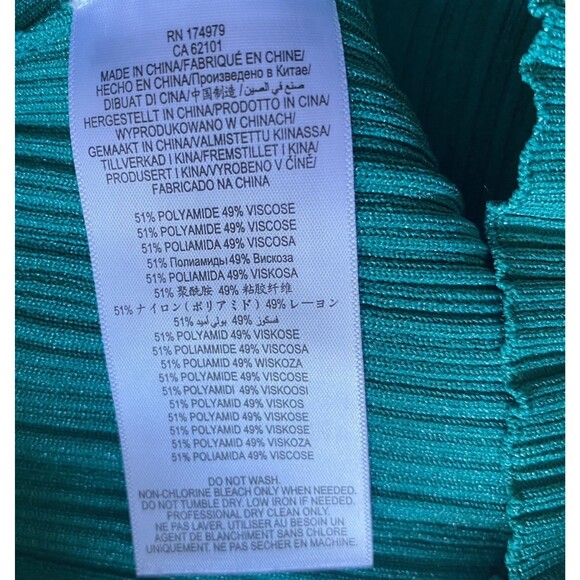 RN 174979
CA 62101
MADE IN CHINA/FABRIQUÉ EN CHINE/
HECHO EN CHINA/Произведено в Китае/
DIBUAT DI CINA/中国制造/صنع في الصين/
HERGESTELLT IN CHINA/PRODOTTO IN CINA/
WYPRODUKOWANO W CHINACH/
GEMAAKT IN CHINA/VALMISTETTU KIINASSA/
TILLVERKAD I KINA/FREMSTILLET I KINA/
PRODUSERT I KINA/VYROBENO V ČÍNĚ/
FABRICADO NA CHINA
51% POLYAMIDE 49% VISCOSE
51% POLYAMIDE 49% VISCOSE
51% POLIAMIDA 49% VISCOSA
51% Полиамиды 49% Вискоза
51% POLIAMIDA 49% VISKOSA
51% 聚酰胺 49% 粘胶纤维
51% ナイロン(ポリアミド) 49%レーヨン
51% بولي أميد 49% فسكوز
51% POLYAMID 49% VISKOSE
51% POLIAMMIDE 49% VISCOSA
51% POLIAMID 49% WISKOZA
51% POLYAMIDE 49% VISCOSE
51% POLYAMIDI 49% VISKOOSI
51% POLYAMID 49% VISKOS
51% POLYAMID 49% VISKOSE
51% POLYAMID 49% VISKOSE
51% POLYAMID 49% VISKOZA
51% POLIAMIDA 49% VISCOSE
DO NOT WASH.
NON-CHLORINE BLEACH ONLY WHEN NEEDED.
DO NOT TUMBLE DRY. LOW IRON IF NEEDED.
PROFESSIONAL DRY CLEAN ONLY.
NE PAS LAVER. UTILISER AU BESOIN UN
AGENT DE BLANCHIMENT SANS CHLORE
UNIQUEMENT. NE PAS SECHER EN MACHINE.